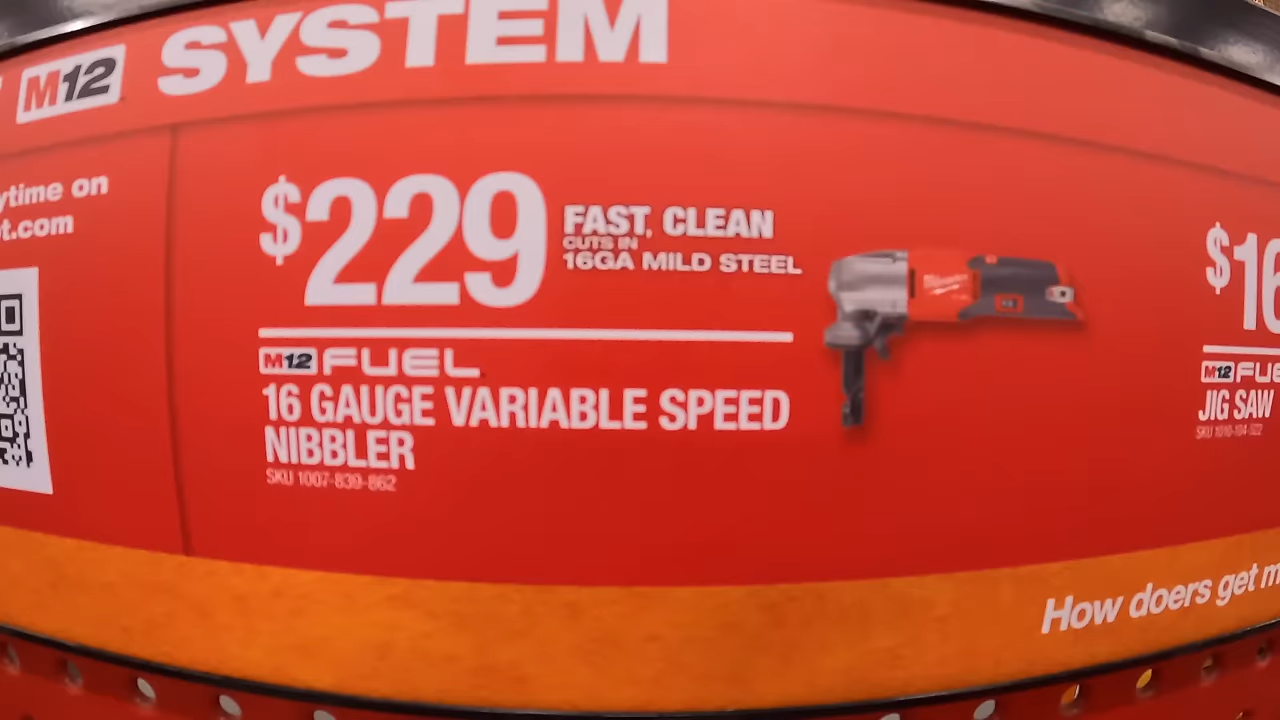 M12 SYSTEM
ytime on
t.com
$229
FAST, CLEAN
CUTS IN
16GA MILD STEEL
M12 FUEL
16 GAUGE VARIABLE SPEED
NIBBLER
SKU 1007-839-862
Milwaukee
$16
M12 FUE
JIG SAW
How doers get m